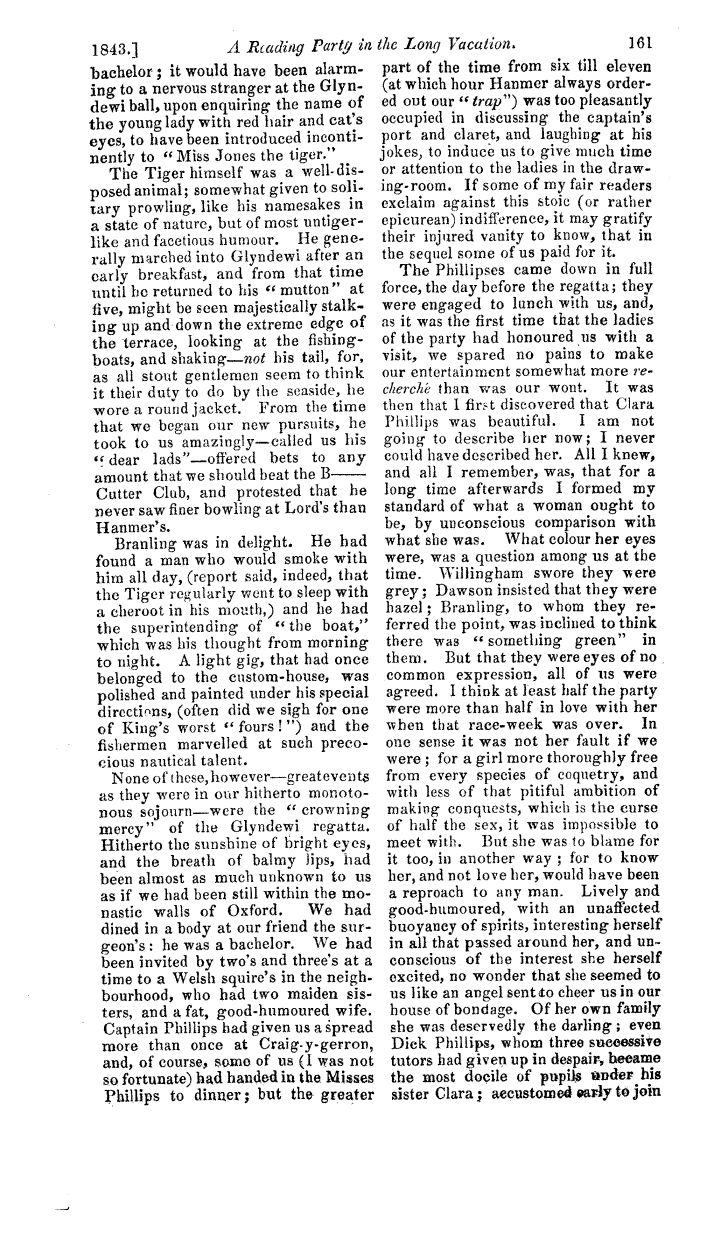 1843.] A Reading Party in the Long Vacation. 161
bachelor; it would have been alarm-
ing to a nervous stranger at the Glyn-
dewi ball, upon enquiring the name of
the young lady with red hair and cat's
eyes, to have been introduced inconti-
nently to "Miss Jones the tiger."
The Tiger himself was a well-dis-
posed animal; somewhat given to soli-
tary prowling, like his namesakes in
a state of nature, but of most untiger-
like and facetious humour. He gene-
rally marched into Glyndewi after an
early breakfast, and from that time
until he returned to his "mutton" at
five, might be seen majestically stalk-
ing up and down the extreme edge of
the terrace, looking at the fishing-
boats, and shaking—not his tail, for,
as all stout gentlemen seem to think
it their duty to do by the seaside, he
wore a round jacket. From the time
that we began our new pursuits, he
took to us amazingly—called us his
"dear lads"—offered bets to any
amount that we should beat the B——
Cutter Club, and protested that he
never saw finer bowling at Lord's than
Hanmer's.
Branling was in delight. He had
found a man who would smoke with
him all day, (report said, indeed, that
the Tiger regularly went to sleep with
a cheroot in his mouth,) and he had
the superintending of "the boat,"
which was his thought from morning
to night. A light gig, that had once
belonged to the custom-house, was
polished and painted under his special
directions, (often did we sigh for one
of King's worst "fours!") and the
fishermen marvelled at such preco-
cious nautical talent.
None of these, however—great events
as they were in our hitherto monoto-
nous sojourn—were the "crowning
mercy" of the Glyndewi regatta.
Hitherto the sunshine of bright eyes,
and the breath of balmy lips, had
been almost as much unknown to us
as if we had been still within the mo-
nastic walls of Oxford. We had
dined in a body at our friend the sur-
geon's: he was a bachelor. We had
been invited by two's and three's at a
time to a Welsh squire's in the neigh-
bourhood, who had two maiden sis-
ters, and a fat, good-humoured wife.
Captain Phillips had given us a spread
more than once at Craig-y-gerron,
and, of course, some of us (I was not
so fortunate) had handed in the Misses
Phillips to dinner; but the greater
part of the time from six till eleven
(at which hour Hanmer always order-
ed out our "trap") was too pleasantly
occupied in discussing the captain's
port and claret, and laughing at his
jokes, to induce us to give much time
or attention to the ladies in the draw-
ing-room. If some of my fair readers
exclaim against this stoic (or rather
epicurean) indifference, it may gratify
their injured vanity to know, that in
the sequel some of us paid for it.
The Phillipses came down in full
force, the day before the regatta; they
were engaged to lunch with us, and,
as it was the first time that the ladies
of the party had honoured us with a
visit, we spared no pains to make
our entertainment somewhat more re-
cherché than was our wont. It was
then that I first discovered that Clara
Phillips was beautiful. I am not
going to describe her now; I never
could have described her. All I knew,
and all I remember, was, that for a
long time afterwards I formed my
standard of what a woman ought to
be, by unconscious comparison with
what she was. What colour her eyes
were, was a question among us at the
time. Willingham swore they were
grey; Dawson insisted that they were
hazel; Branling, to whom they re-
ferred the point, was inclined to think
there was "something green" in
them. But that they were eyes of no
common expression, all of us were
agreed. I think at least half the party
were more than half in love with her
when that race-week was over. In
one sense it was not her fault if we
were; for a girl more thoroughly free
from every species of coquetry, and
with less of that pitiful ambition of
making conquests, which is the curse
of half the sex, it was impossible to
meet with. But she was to blame for
it too, in another way; for to know
her, and not love her, would have been
a reproach to any man. Lively and
good-humoured, with an unaffected
buoyancy of spirits, interesting herself
in all that passed around her, and un-
conscious of the interest she herself
excited, no wonder that she seemed to
us like an angel sent to cheer us in our
house of bondage. Of her own family
she was deservedly the darling; even
Dick Phillips, whom three successive
tutors had given up in despair, became
the most docile of pupils under his
sister Clara; accustomed early to join